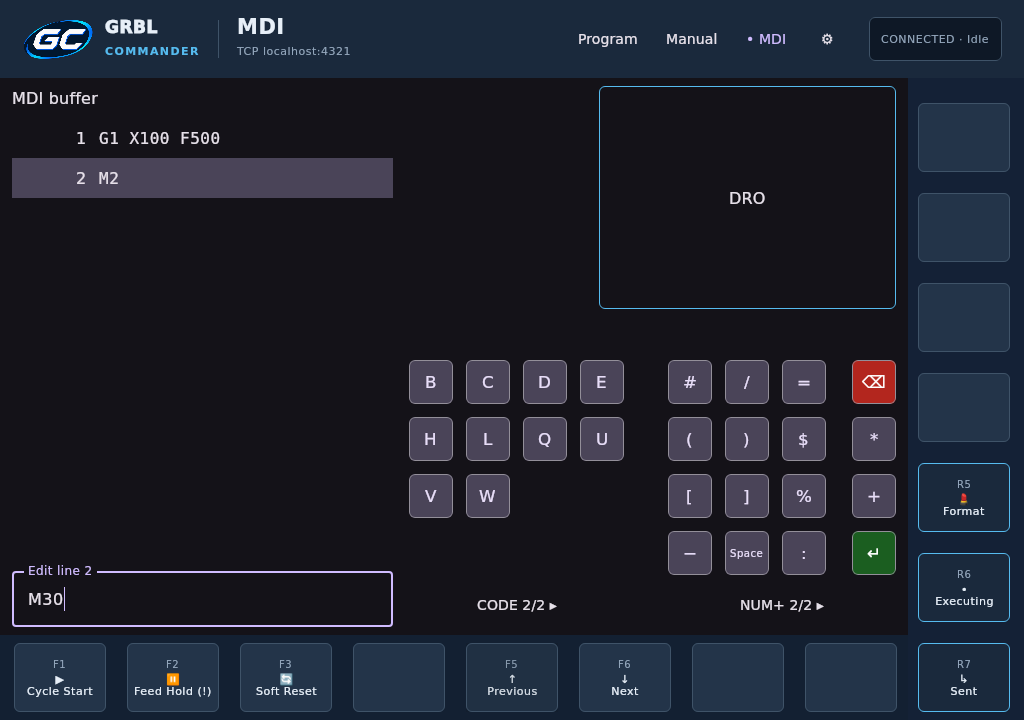 GC
GRBL
COMMANDER
MDI
TCP localhost:4321
Program
Manual
• MDI
⚙
CONNECTED · Idle
MDI buffer
1 G1 X100 F500
2 M2
DRO
B C D E # / = ⌫
H L Q U ( ) $ *
V W [ ] % +
− Space : ↵
Edit line 2
M30
CODE 2/2 ▸
NUM+ 2/2 ▸
R5
Format
R6
•
Executing
R7
↳
Sent
F1
▶
Cycle Start
F2
⏸
Feed Hold (!)
F3
🔄
Soft Reset
F5
↑
Previous
F6
↓
Next